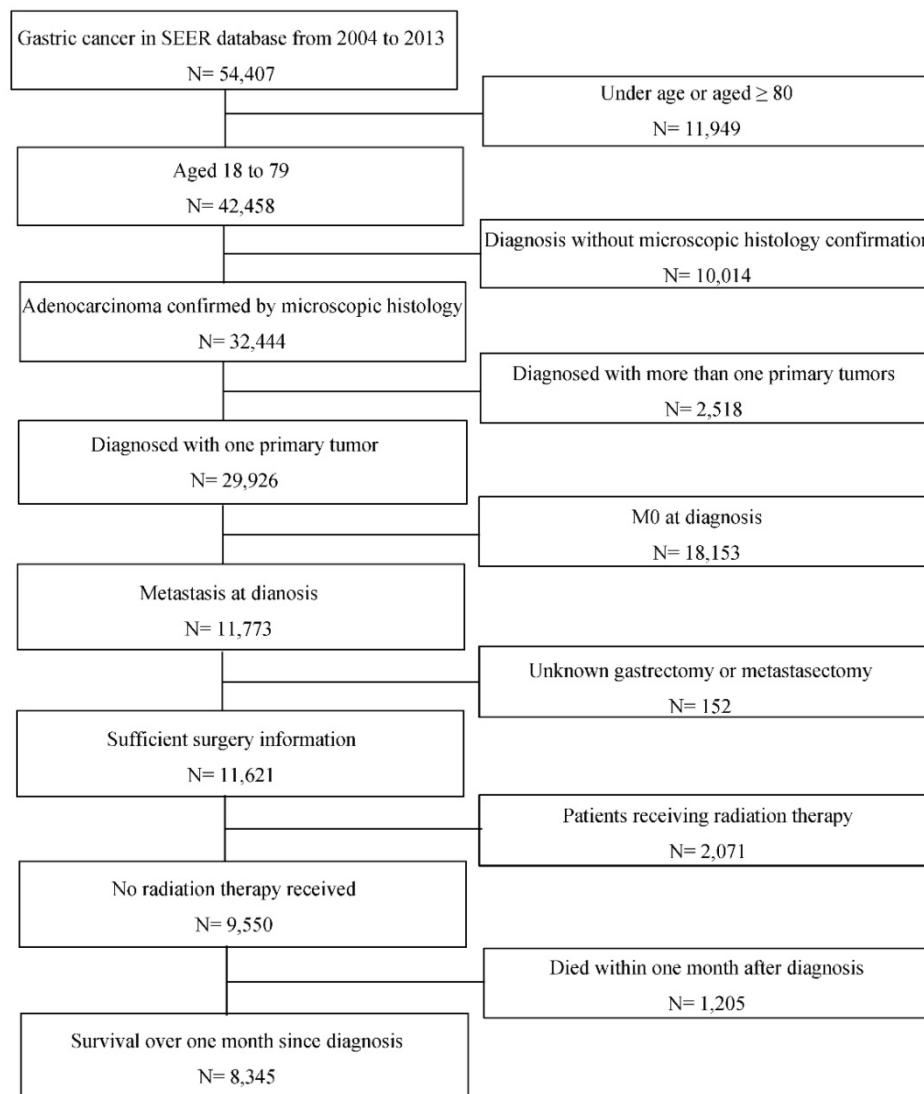 Gastric cancer in SEER database from 2004 to 2013
N= 54,407
Under age or aged ≥ 80
N= 11,949
Aged 18 to 79
N= 42,458
Diagnosis without microscopic histology confirmation
N= 10,014
Adenocarcinoma confirmed by microscopic histology
N= 32,444
Diagnosed with more than one primary tumors
N= 2,518
Diagnosed with one primary tumor
N= 29,926
M0 at diagnosis
N= 18,153
Metastasis at dianosis
N= 11,773
Unknown gastrectomy or metastasectomy
N= 152
Sufficient surgery information
N= 11,621
Patients receiving radiation therapy
N= 2,071
No radiation therapy received
N= 9,550
Died within one month after diagnosis
N= 1,205
Survival over one month since diagnosis
N= 8,345